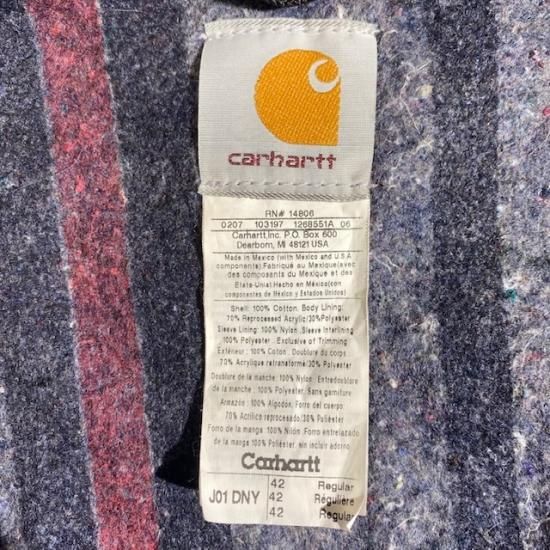 carhartt
RN# 14806
0207 103197 1268551A 06
Carhartt,Inc. P.O. Box 600
Dearborn, MI 48121 USA
Made in Mexico (with Mexico and U.S.A
components).Fabriqué au Mexique(avec
des composants du Mexique et des
Etats-Unis) Hecho en México(con
componentes de México y Estados Unidos)
Shell: 100% Cotton. Body Lining:
70% Reprocessed Acrylic/30%Polyester
Sleeve Lining: 100% Nylon .Sleeve Interlining
100% Polyester . Exclusive of Trimming
Extérieur : 100% Coton . Doublure du corps
70% Acrylique retransformé/30% Polyester
Doublure de la manche: 100% Nylon. Entredoublure
de la manchec: 100% Polyester sans garniture
Armazón : 100% Algodon. Forro del cuerpo
70% Acrilico reprocesado/30% Poliéster
Forro de la manga: 100% Nilón. Forro entrelazado
de la manga: 100% Poliéster, sin incluir adorno
Carhartt
J01 DNY
42 Regular
42 Régulière
42 Regular